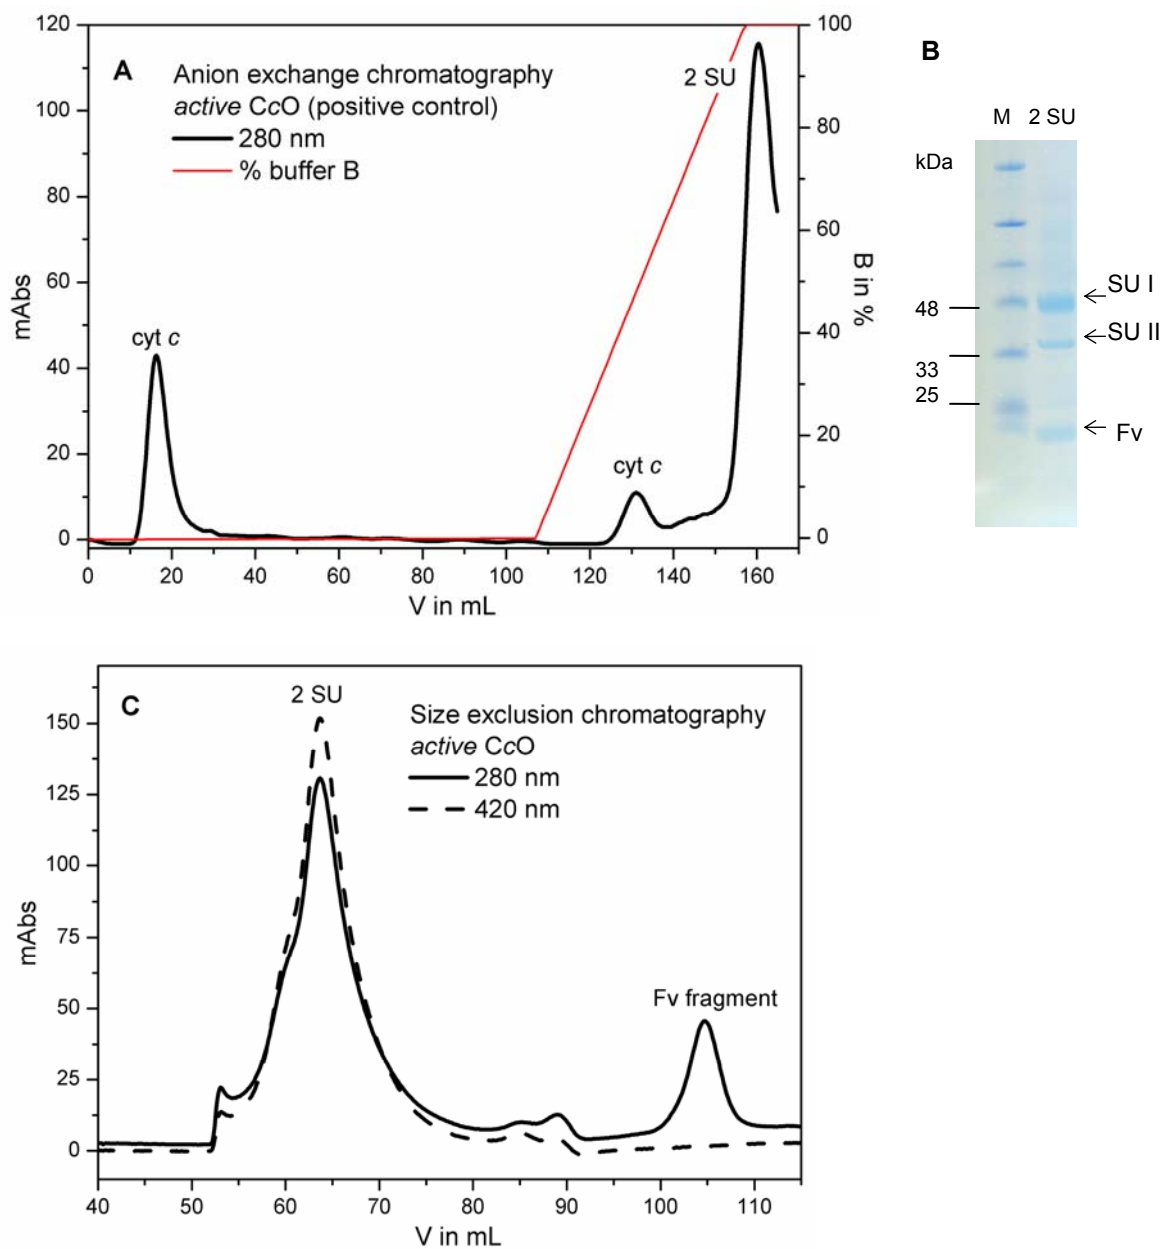 A
Anion exchange chromatography
active CcO (positive control)
280 nm
% buffer B
2 SU
cyt c
cyt c
120
100
80
60
40
20
0
mAbs
100
80
60
40
20
0
B in %
0 20 40 60 80 100 120 140 160
V in mL
B
M 2 SU
kDa
48
33
25
SU I
SU II
Fv
C
2 SU
Size exclusion chromatography
active CcO
280 nm
420 nm
Fv fragment
150
125
100
75
50
25
0
mAbs
40 50 60 70 80 90 100 110
V in mL